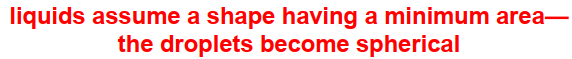 liquids assume a shape having a minimum area—
the droplets become spherical